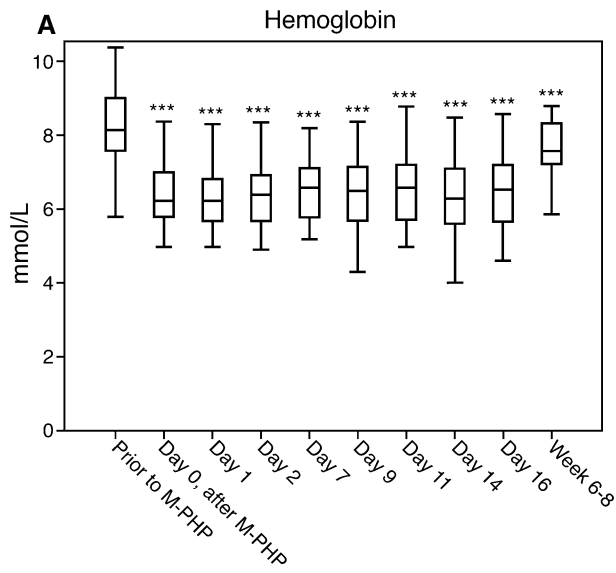 A
Hemoglobin
mmol/L
10
8
6
4
2
0
***
***
***
***
***
***
***
***
***
Prior to M-PHP
Day 0, after M-PHP
Day 1
Day 2
Day 7
Day 9
Day 11
Day 14
Day 16
Week 6-8